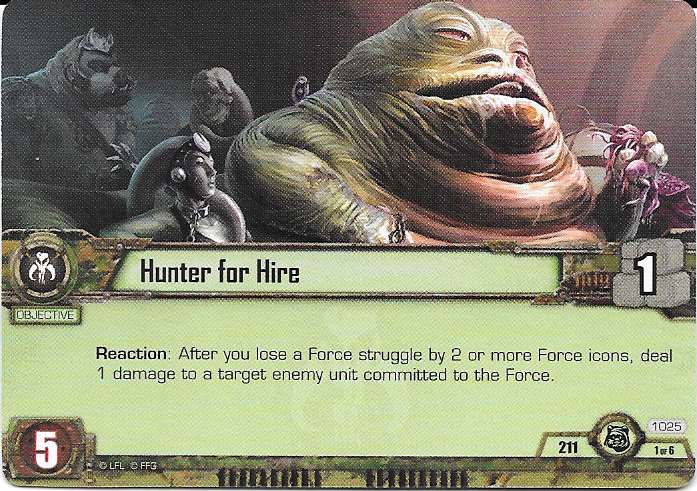 Hunter for Hire
1
OBJECTIVE
Reaction: After you lose a Force struggle by 2 or more Force icons, deal
1 damage to a target enemy unit committed to the Force.
5
© LFL © FFG
211
1025
1 OF 6